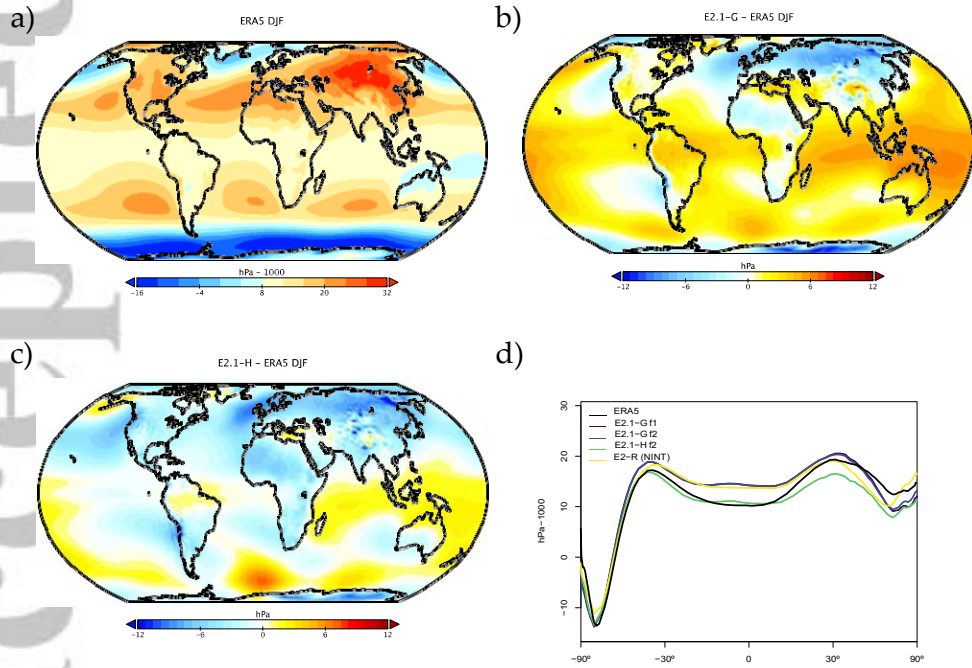 a)
ERA5 DJF
hPa - 1000
-16 -4 8 20 32
b)
E2.1-G - ERA5 DJF
hPa
-12 -6 0 6 12
c)
E2.1-H - ERA5 DJF
hPa
-12 -6 0 6 12
d)
ERA5
E2.1-G f1
E2.1-G f2
E2.1-H f2
E2-R (NINT)
hPa-1000
30
20
10
0
-10
-90° -30° 0 30° 90°